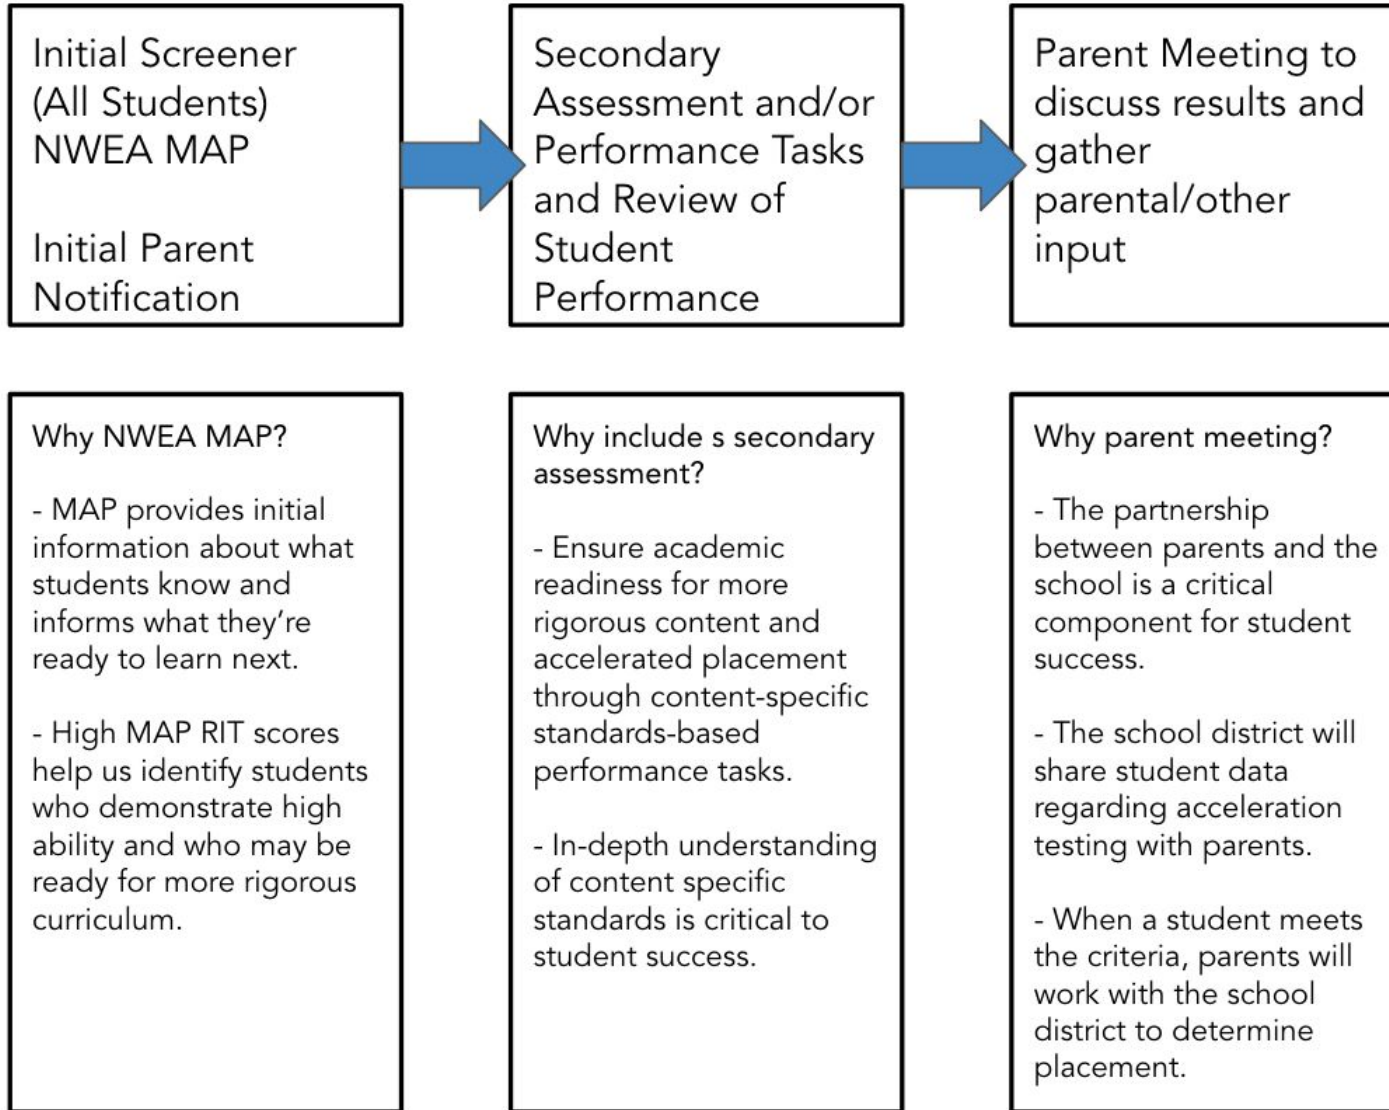 Initial Screener
(All Students)
NWEA MAP
Initial Parent
Notification
Secondary
Assessment and/or
Performance Tasks
and Review of
Student
Performance
Parent Meeting to
discuss results and
gather
parental/other
input
Why NWEA MAP?
- MAP provides initial
information about what
students know and
informs what they’re
ready to learn next.
- High MAP RIT scores
help us identify students
who demonstrate high
ability and who may be
ready for more rigorous
curriculum.
Why include s secondary
assessment?
- Ensure academic
readiness for more
rigorous content and
accelerated placement
through content-specific
standards-based
performance tasks.
- In-depth understanding
of content specific
standards is critical to
student success.
Why parent meeting?
- The partnership
between parents and the
school is a critical
component for student
success.
- The school district will
share student data
regarding acceleration
testing with parents.
- When a student meets
the criteria, parents will
work with the school
district to determine
placement.